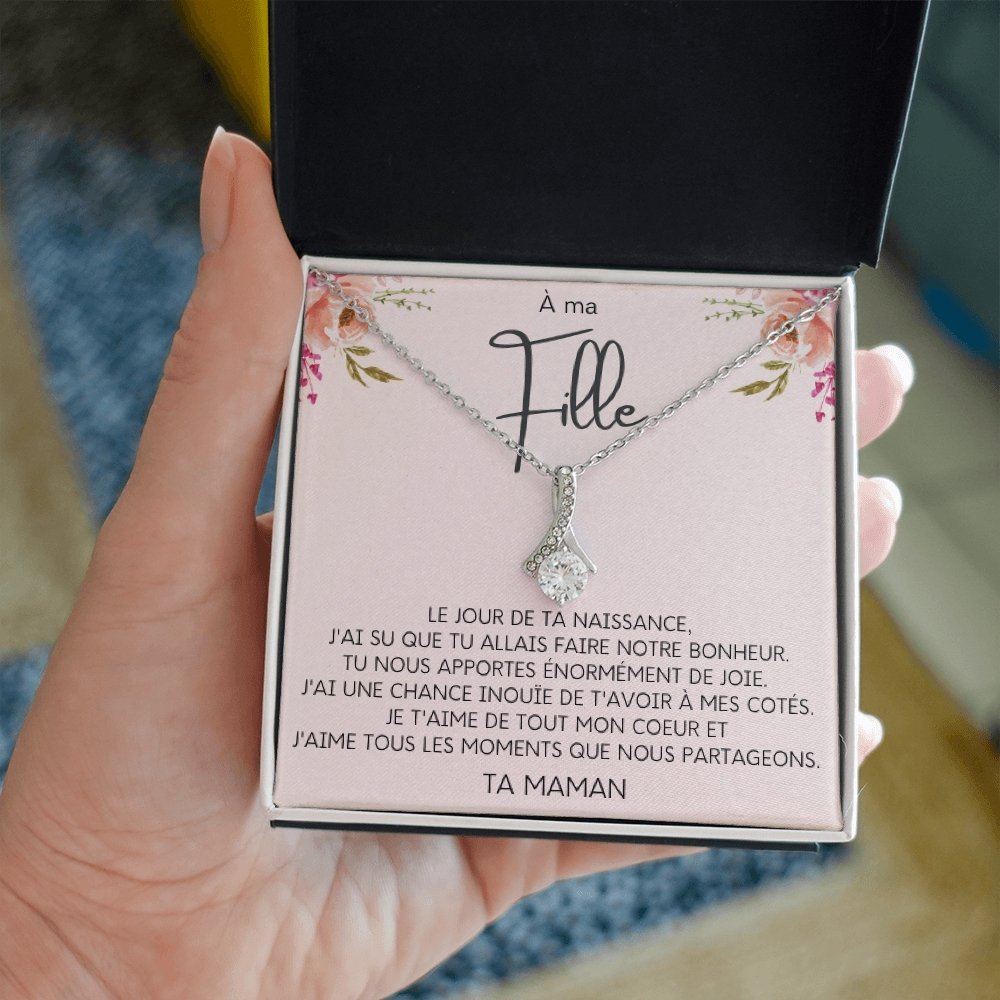 À ma
Fille
LE JOUR DE TA NAISSANCE,
J'AI SU QUE TU ALLAIS FAIRE NOTRE BONHEUR.
TU NOUS APPORTES ÉNORMÉMENT DE JOIE.
J'AI UNE CHANCE INOUÏE DE T'AVOIR À MES COTÉS.
JE T'AIME DE TOUT MON COEUR ET
J'AIME TOUS LES MOMENTS QUE NOUS PARTAGEONS.
TA MAMAN